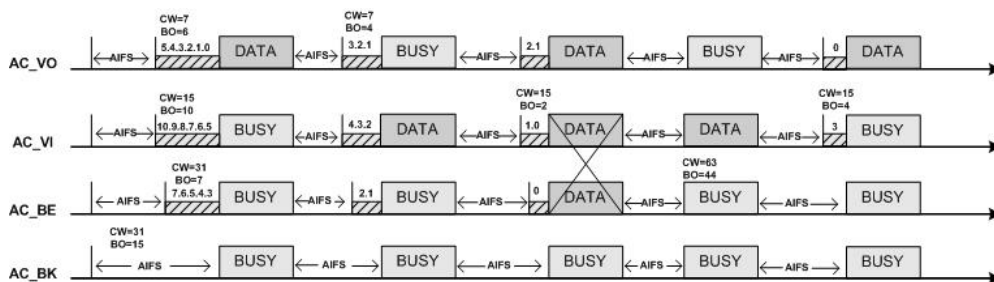 CW=7 CW=7
BO=6 BO=4
5.4.3.2.1.0 3.2.1 2.1 0
AC_VO AIFS DATA AIFS BUSY AIFS DATA AIFS BUSY AIFS DATA
CW=15 CW=15 CW=15
BO=10 BO=2 BO=4
10.9.8.7.6.5 4.3.2 1.0 3
AC_VI AIFS BUSY AIFS DATA AIFS DATA AIFS DATA AIFS DATA
CW=31 CW=63
BO=7 BO=44
7.6.5.4.3 2.1 0
AC_BE AIFS BUSY AIFS BUSY AIFS DATA AIFS BUSY AIFS BUSY
CW=31
BO=15
AC_BK AIFS BUSY AIFS BUSY AIFS BUSY AIFS BUSY AIFS BUSY